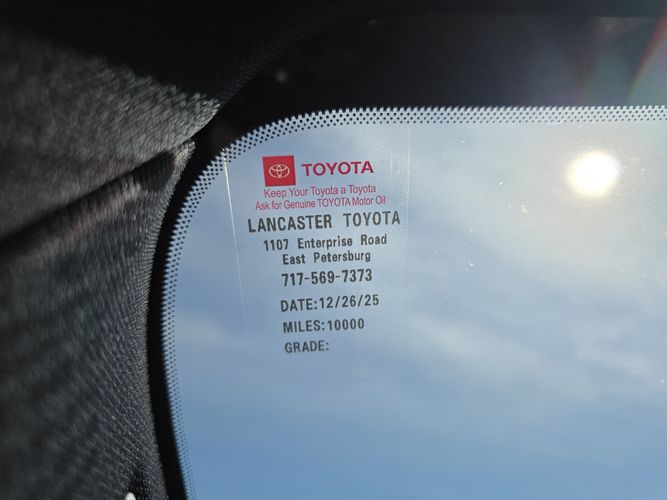 TOYOTA
Keep Your Toyota a Toyota
Ask for Genuine TOYOTA Motor Oil
LANCASTER TOYOTA
1107 Enterprise Road
East Petersburg
717-569-7373
DATE:12/26/25
MILES:10000
GRADE: